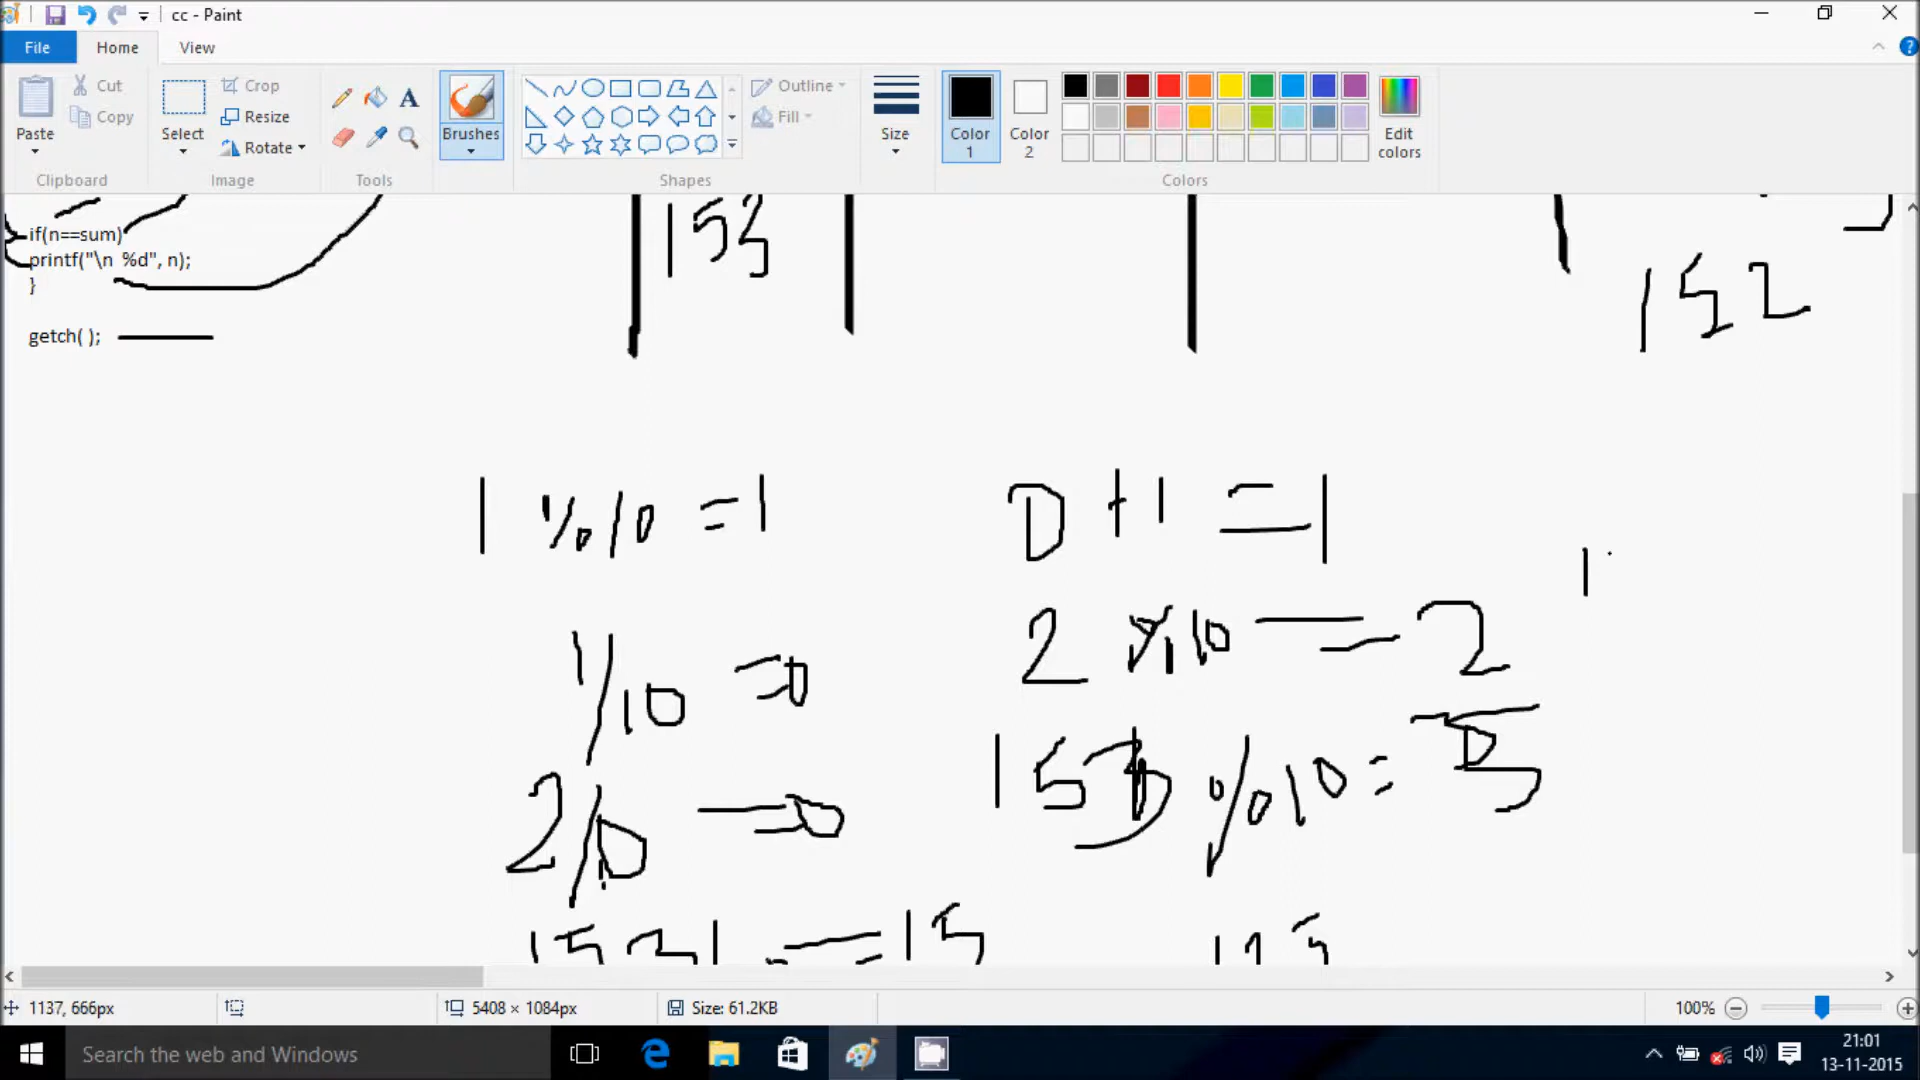 cc - Paint
File Home View
Paste
Cut
Copy
Clipboard
Select
Crop
Resize
Rotate
Image
A
Tools
Brushes
Shapes
Outline
Fill
Size
Color 1
Color 2
Edit colors
Colors
if(n==sum)
printf("\n %d", n);
}
getch( );
153
152
1 % 10 = 1
0 + 1 = 1
1/10 = 0
2 % 10 = 2
153 % 10 = 3
2/10 = 0
1137, 666px
5408 × 1084px
Size: 61.2KB
100%
Search the web and Windows
21:01
13-11-2015